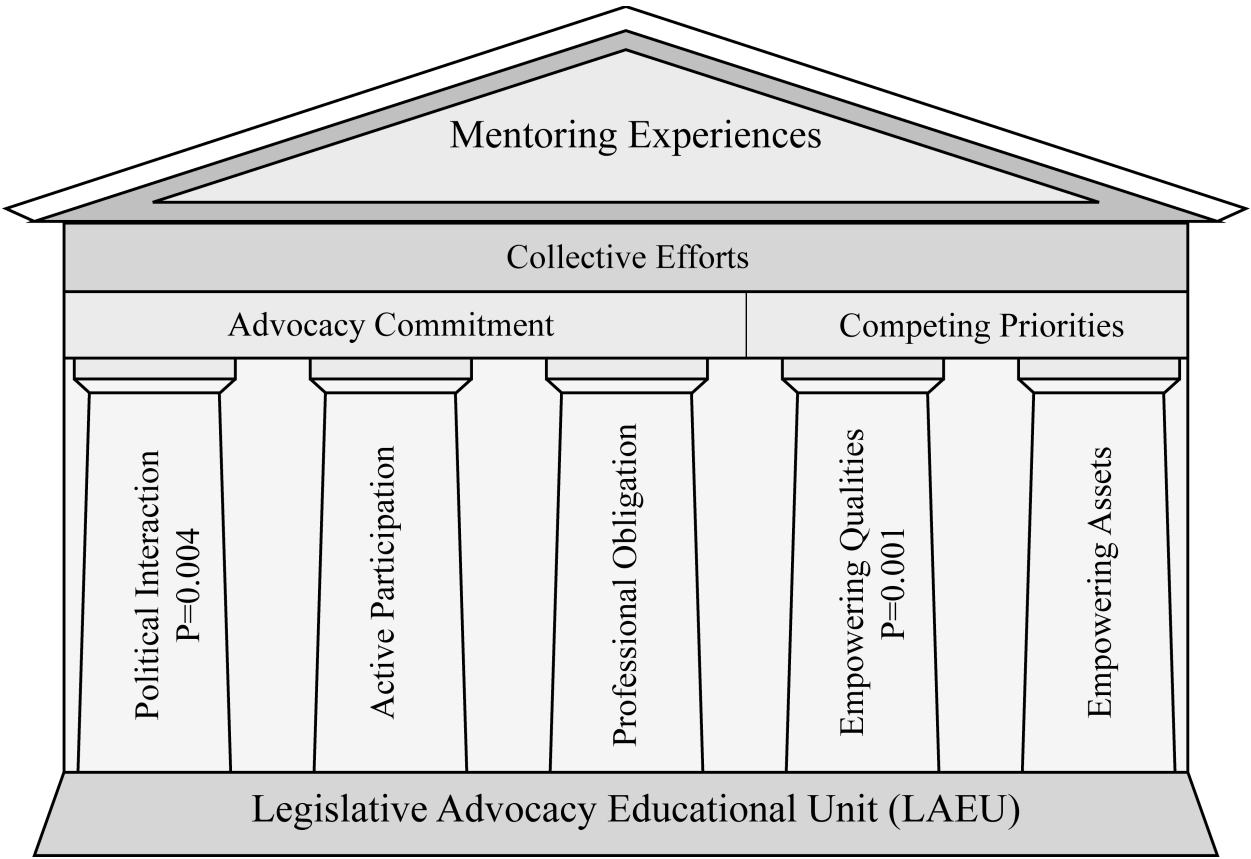 Mentoring Experiences
Collective Efforts
Advocacy Commitment
Competing Priorities
Political Interaction
P=0.004
Active Participation
Professional Obligation
Empowering Qualities
P=0.001
Empowering Assets
Legislative Advocacy Educational Unit (LAEU)